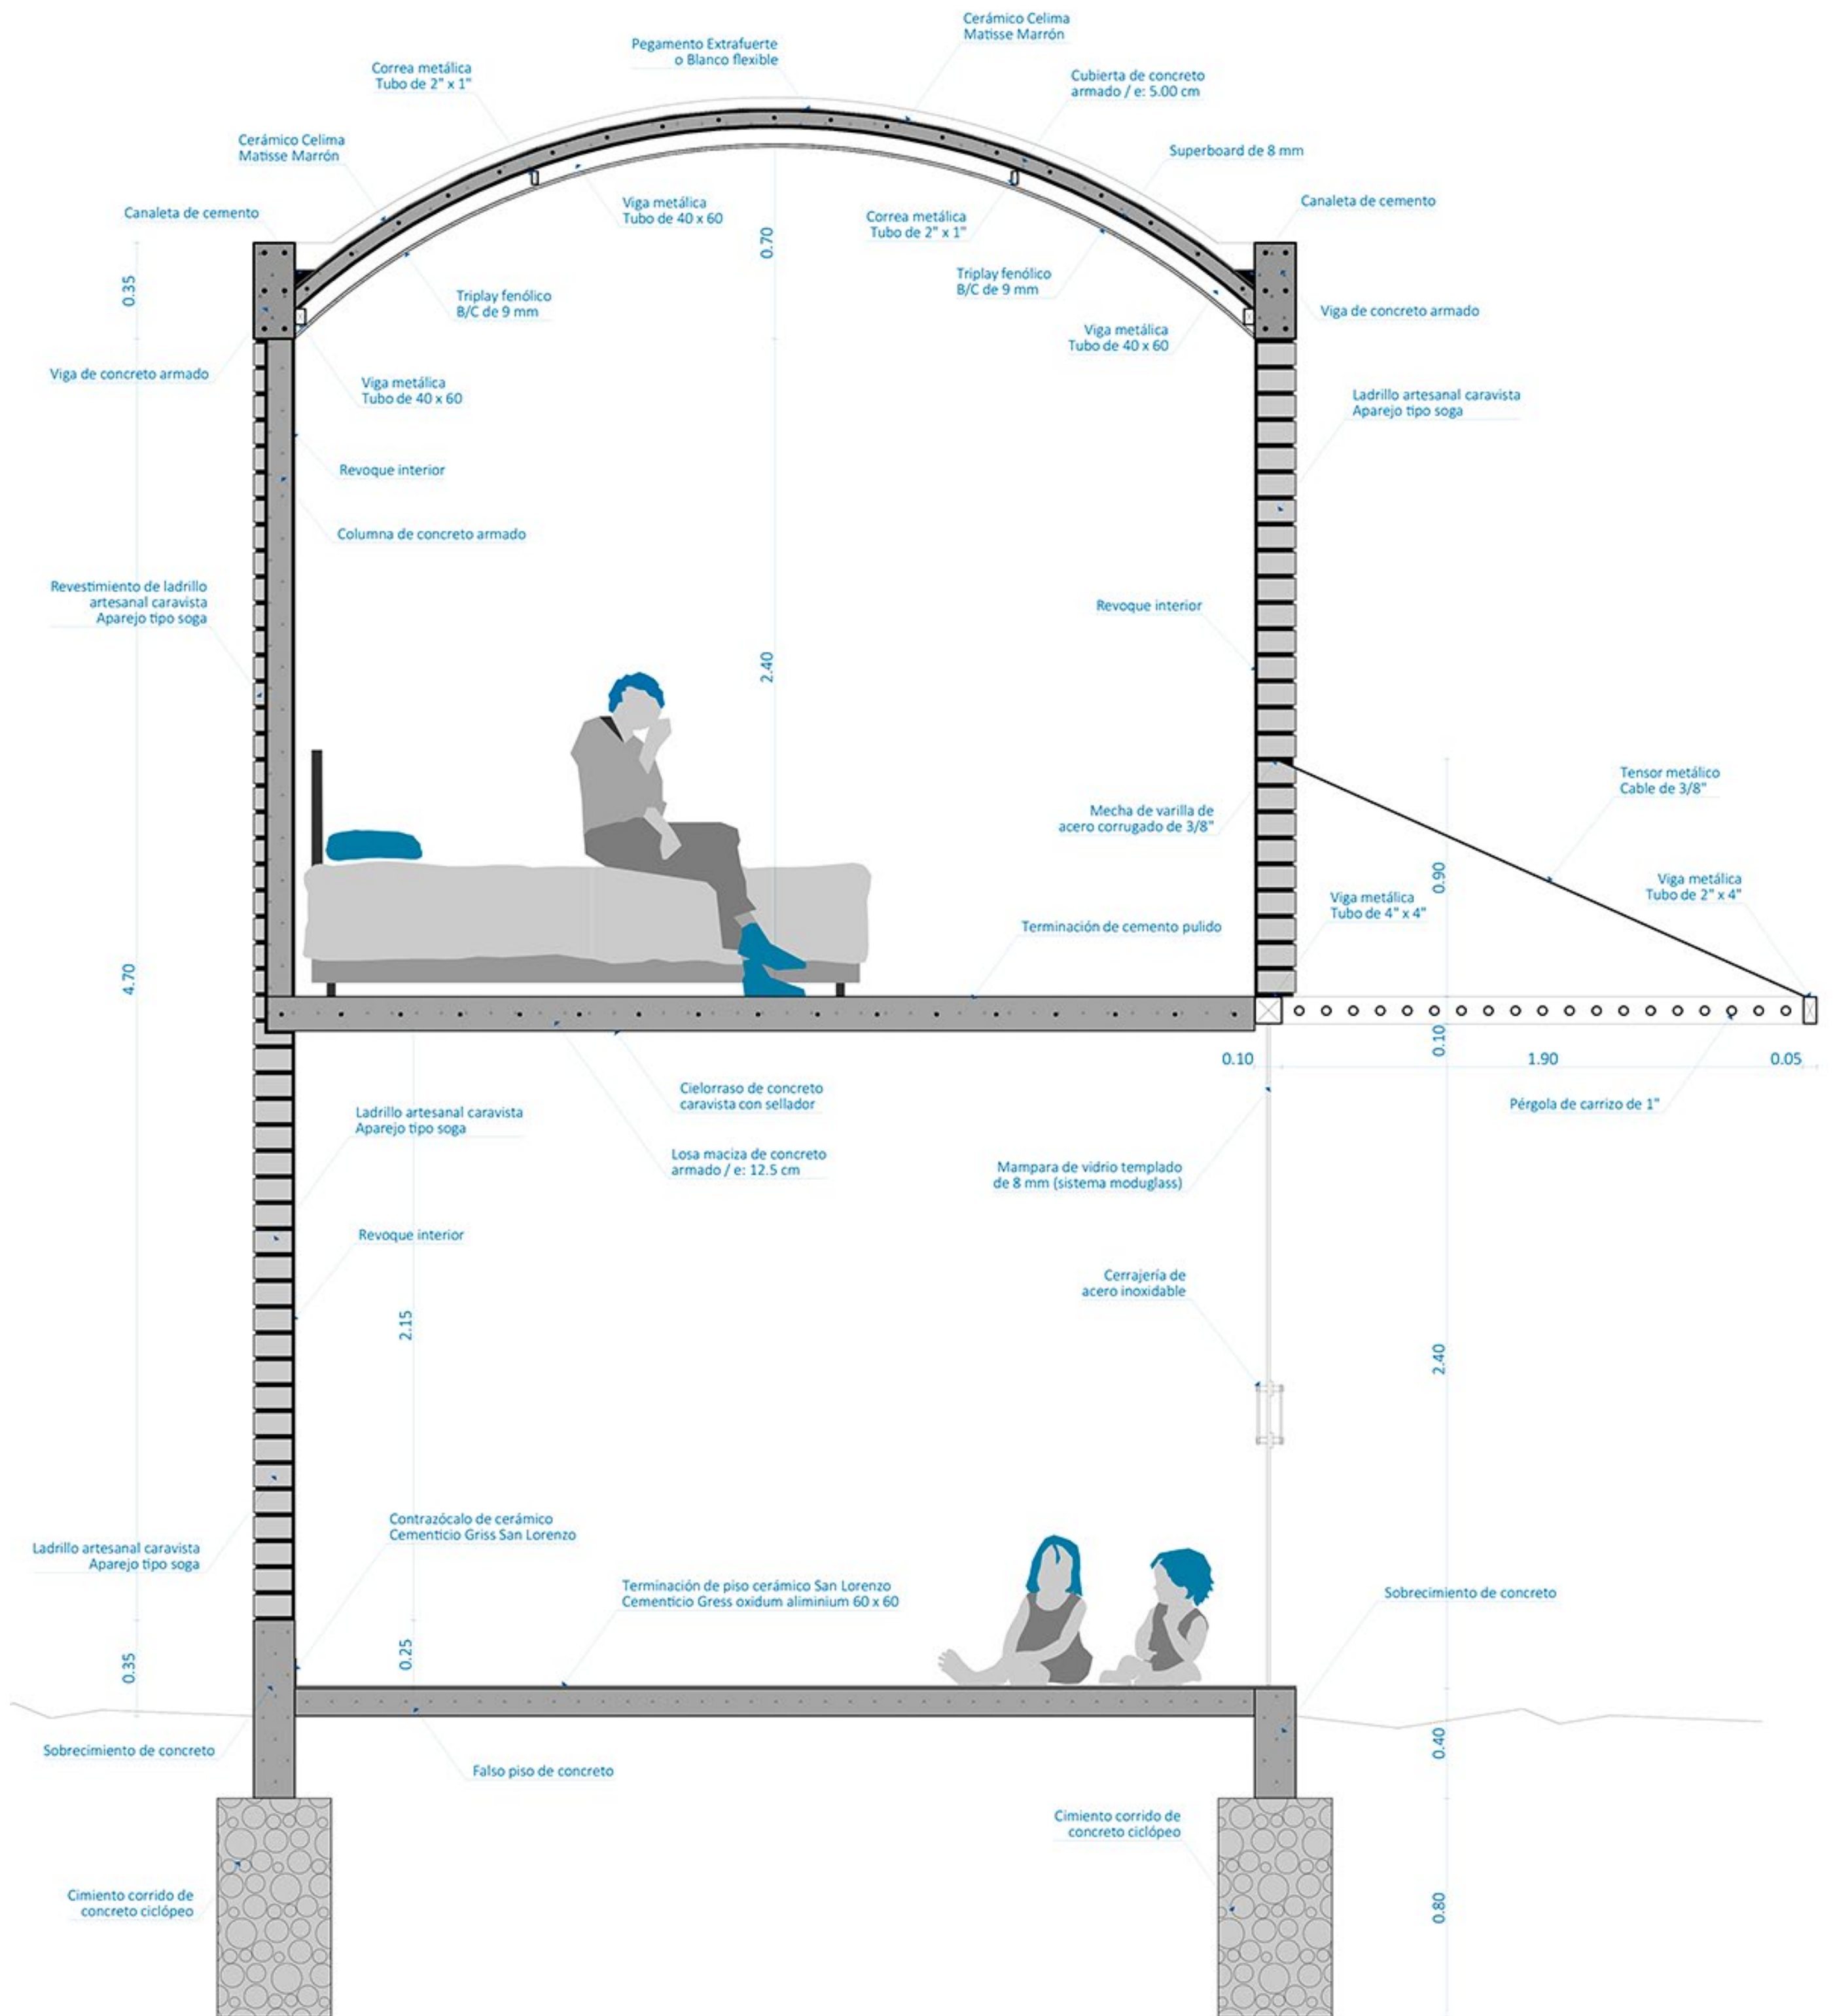 Cerámico Celima
Matisse Marrón
Pegamento Extrafuerte
o Blanco flexible
Correa metálica
Tubo de 2" x 1"
Cubierta de concreto
armado / e: 5.00 cm
Cerámico Celima
Matisse Marrón
Superboard de 8 mm
Canaleta de cemento
Viga metálica
Tubo de 40 x 60
Correa metálica
Tubo de 2" x 1"
Canaleta de cemento
0.70
0.35
Triplay fenólico
B/C de 9 mm
Triplay fenólico
B/C de 9 mm
Viga de concreto armado
Viga metálica
Tubo de 40 x 60
Viga de concreto armado
Viga metálica
Tubo de 40 x 60
Ladrillo artesanal caravista
Aparejo tipo soga
Revoque interior
Columna de concreto armado
Revestimiento de ladrillo
artesanal caravista
Aparejo tipo soga
Revoque interior
2.40
Tensor metálico
Cable de 3/8"
Mecha de varilla de
acero corrugado de 3/8"
0.90
Viga metálica
Tubo de 2" x 4"
Viga metálica
Tubo de 4" x 4"
Terminación de cemento pulido
4.70
0.10
0.10
1.90
0.05
Cielorraso de concreto
caravista con sellador
Pérgola de carrizo de 1"
Ladrillo artesanal caravista
Aparejo tipo soga
Losa maciza de concreto
armado / e: 12.5 cm
Mampara de vidrio templado
de 8 mm (sistema moduglass)
Revoque interior
Cerrajería de
acero inoxidable
2.15
2.40
Contrazócalo de cerámico
Cementicio Griss San Lorenzo
Ladrillo artesanal caravista
Aparejo tipo soga
Terminación de piso cerámico San Lorenzo
Cementicio Gress oxidum aliminium 60 x 60
Sobrecimiento de concreto
0.35
0.25
Sobrecimiento de concreto
0.40
Falso piso de concreto
Cimiento corrido de
concreto ciclópeo
Cimiento corrido de
concreto ciclópeo
0.80